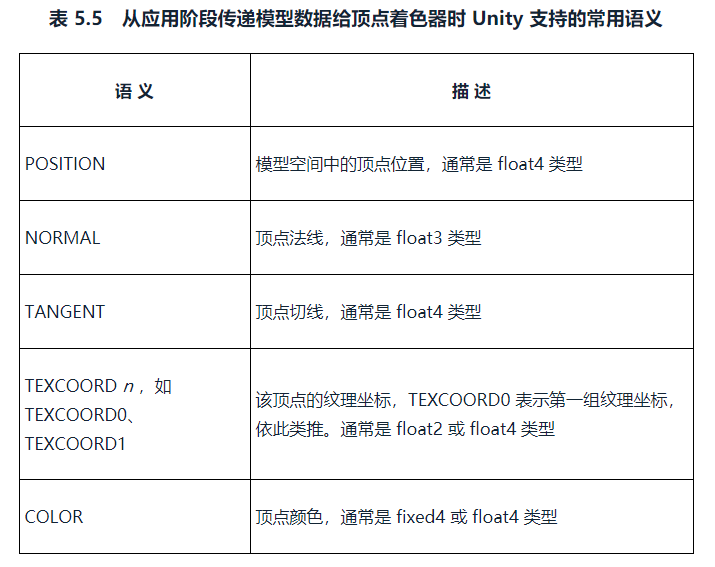 表 5.5 从应用阶段传递模型数据给顶点着色器时 Unity 支持的常用语义
语 义
描 述
POSITION
模型空间中的顶点位置，通常是 float4 类型
NORMAL
顶点法线，通常是 float3 类型
TANGENT
顶点切线，通常是 float4 类型
TEXCOORD n ，如
TEXCOORD0、
TEXCOORD1
该顶点的纹理坐标，TEXCOORD0 表示第一组纹理坐标，
依此类推。通常是 float2 或 float4 类型
COLOR
顶点颜色，通常是 fixed4 或 float4 类型